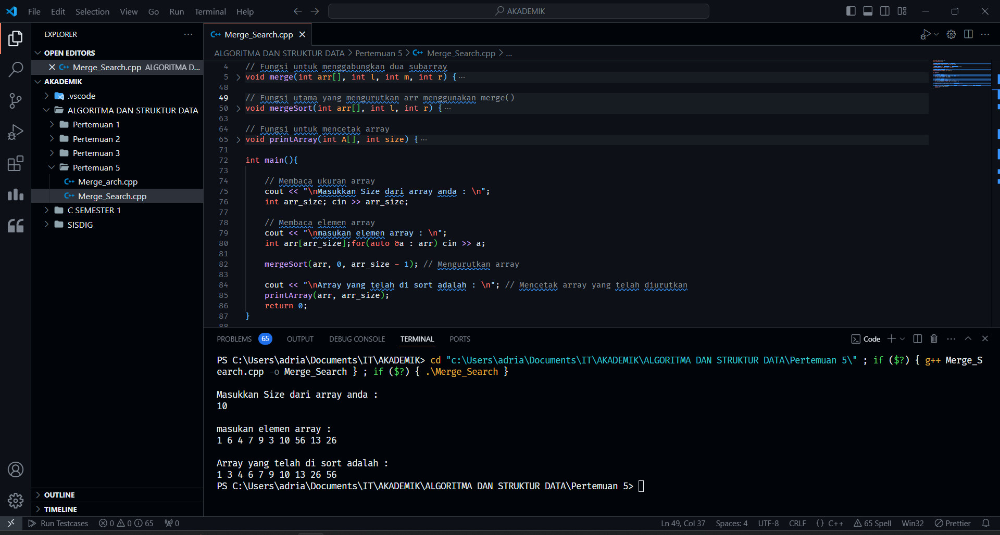 File Edit Selection View Go Run Terminal Help
AKADEMIK
EXPLORER
OPEN EDITORS
Merge_Search.cpp ALGORITMA D...
AKADEMIK
.vscode
ALGORITMA DAN STRUKTUR DATA
Pertemuan 1
Pertemuan 2
Pertemuan 3
Pertemuan 5
C++ Merge_arch.cpp
C++ Merge_Search.cpp
C SEMESTER 1
SISDIG
OUTLINE
TIMELINE
C++ Merge_Search.cpp
ALGORITMA DAN STRUKTUR DATA > Pertemuan 5 > C++ Merge_Search.cpp > ...
4 // Fungsi untuk menggabungkan dua subarray
5 void merge(int arr[], int l, int m, int r) {···
48
49 // Fungsi utama yang mengurutkan arr menggunakan merge()
50 void mergeSort(int arr[], int l, int r) {···
63
64 // Fungsi untuk mencetak array
65 void printArray(int A[], int size) {···
71
72 int main(){
73
74 // Membaca ukuran array
75 cout << "\nMasukkan Size dari array anda : \n";
76 int arr_size; cin >> arr_size;
77
78 // Membaca elemen array
79 cout << "\nmasukan elemen array : \n";
80 int arr[arr_size];for(auto &a : arr) cin >> a;
81
82 mergeSort(arr, 0, arr_size - 1); // Mengurutkan array
83
84 cout << "\nArray yang telah di sort adalah : \n"; // Mencetak array yang telah diurutkan
85 printArray(arr, arr_size);
86 return 0;
87 }
88
PROBLEMS 65 OUTPUT DEBUG CONSOLE TERMINAL PORTS
Code
PS C:\Users\adria\Documents\IT\AKADEMIK> cd "c:\Users\adria\Documents\IT\AKADEMIK\ALGORITMA DAN STRUKTUR DATA\Pertemuan 5\" ; if ($?) { g++ Merge_S
earch.cpp -o Merge_Search } ; if ($?) { .\Merge_Search }
Masukkan Size dari array anda :
10
masukan elemen array :
1 6 4 7 9 3 10 56 13 26
Array yang telah di sort adalah :
1 3 4 6 7 9 10 13 26 56
PS C:\Users\adria\Documents\IT\AKADEMIK\ALGORITMA DAN STRUKTUR DATA\Pertemuan 5>
Run Testcases 0 0 65 0
Ln 49, Col 37 Spaces: 4 UTF-8 CRLF {} C++ 65 Spell Win32 Prettier